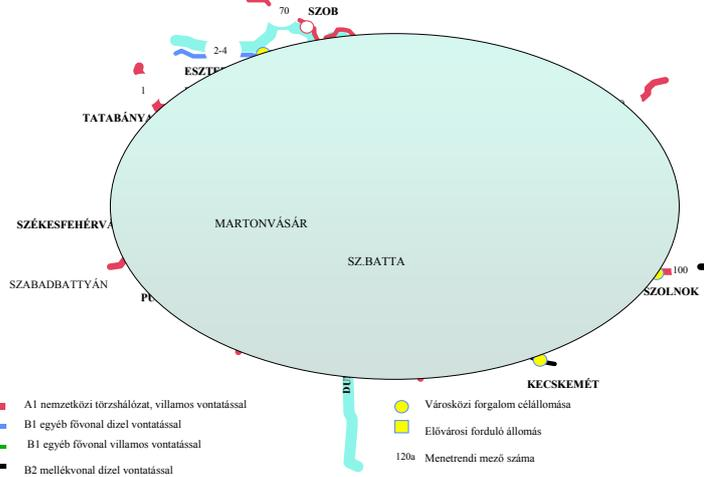 70
SZOB
2-4
1
TATABÁNYA
MARTONVÁSÁR
SZ.BATTA
100
SZABADBATTYÁN
SZOLNOK
KECSKEMÉT
A1 nemzetközi törzshálózat, villamos vontatással
B1 egyéb fővonal dizel vontatással
B1 egyéb fővonal villamos vontatással
B2 mellékvonal dízel vontatással
Városközi forgalom célállomása
Elővárosi forduló állomás
120a Menetrendi mező száma